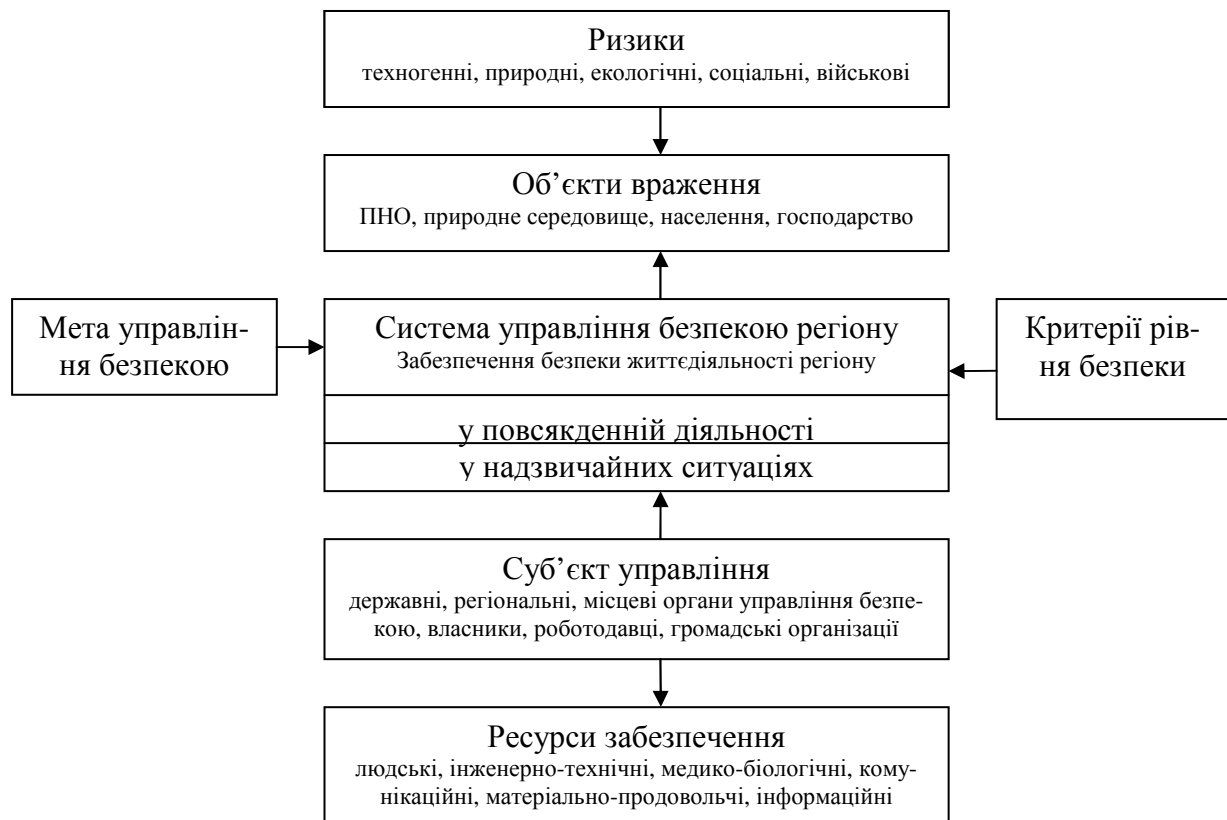 Ризики
техногенні, природні, екологічні, соціальні, військові
Об’єкти враження
ПНО, природне середовище, населення, господарство
Мета управлін-
ня безпекою
Система управління безпекою регіону
Забезпечення безпеки життєдіяльності регіону
Критерії рів-
ня безпеки
у повсякденній діяльності
у надзвичайних ситуаціях
Суб’єкт управління
державні, регіональні, місцеві органи управління безпе-
кою, власники, роботодавці, громадські організації
Ресурси забезпечення
людські, інженерно-технічні, медико-біологічні, кому-
нікаційні, матеріально-продовольчі, інформаційні